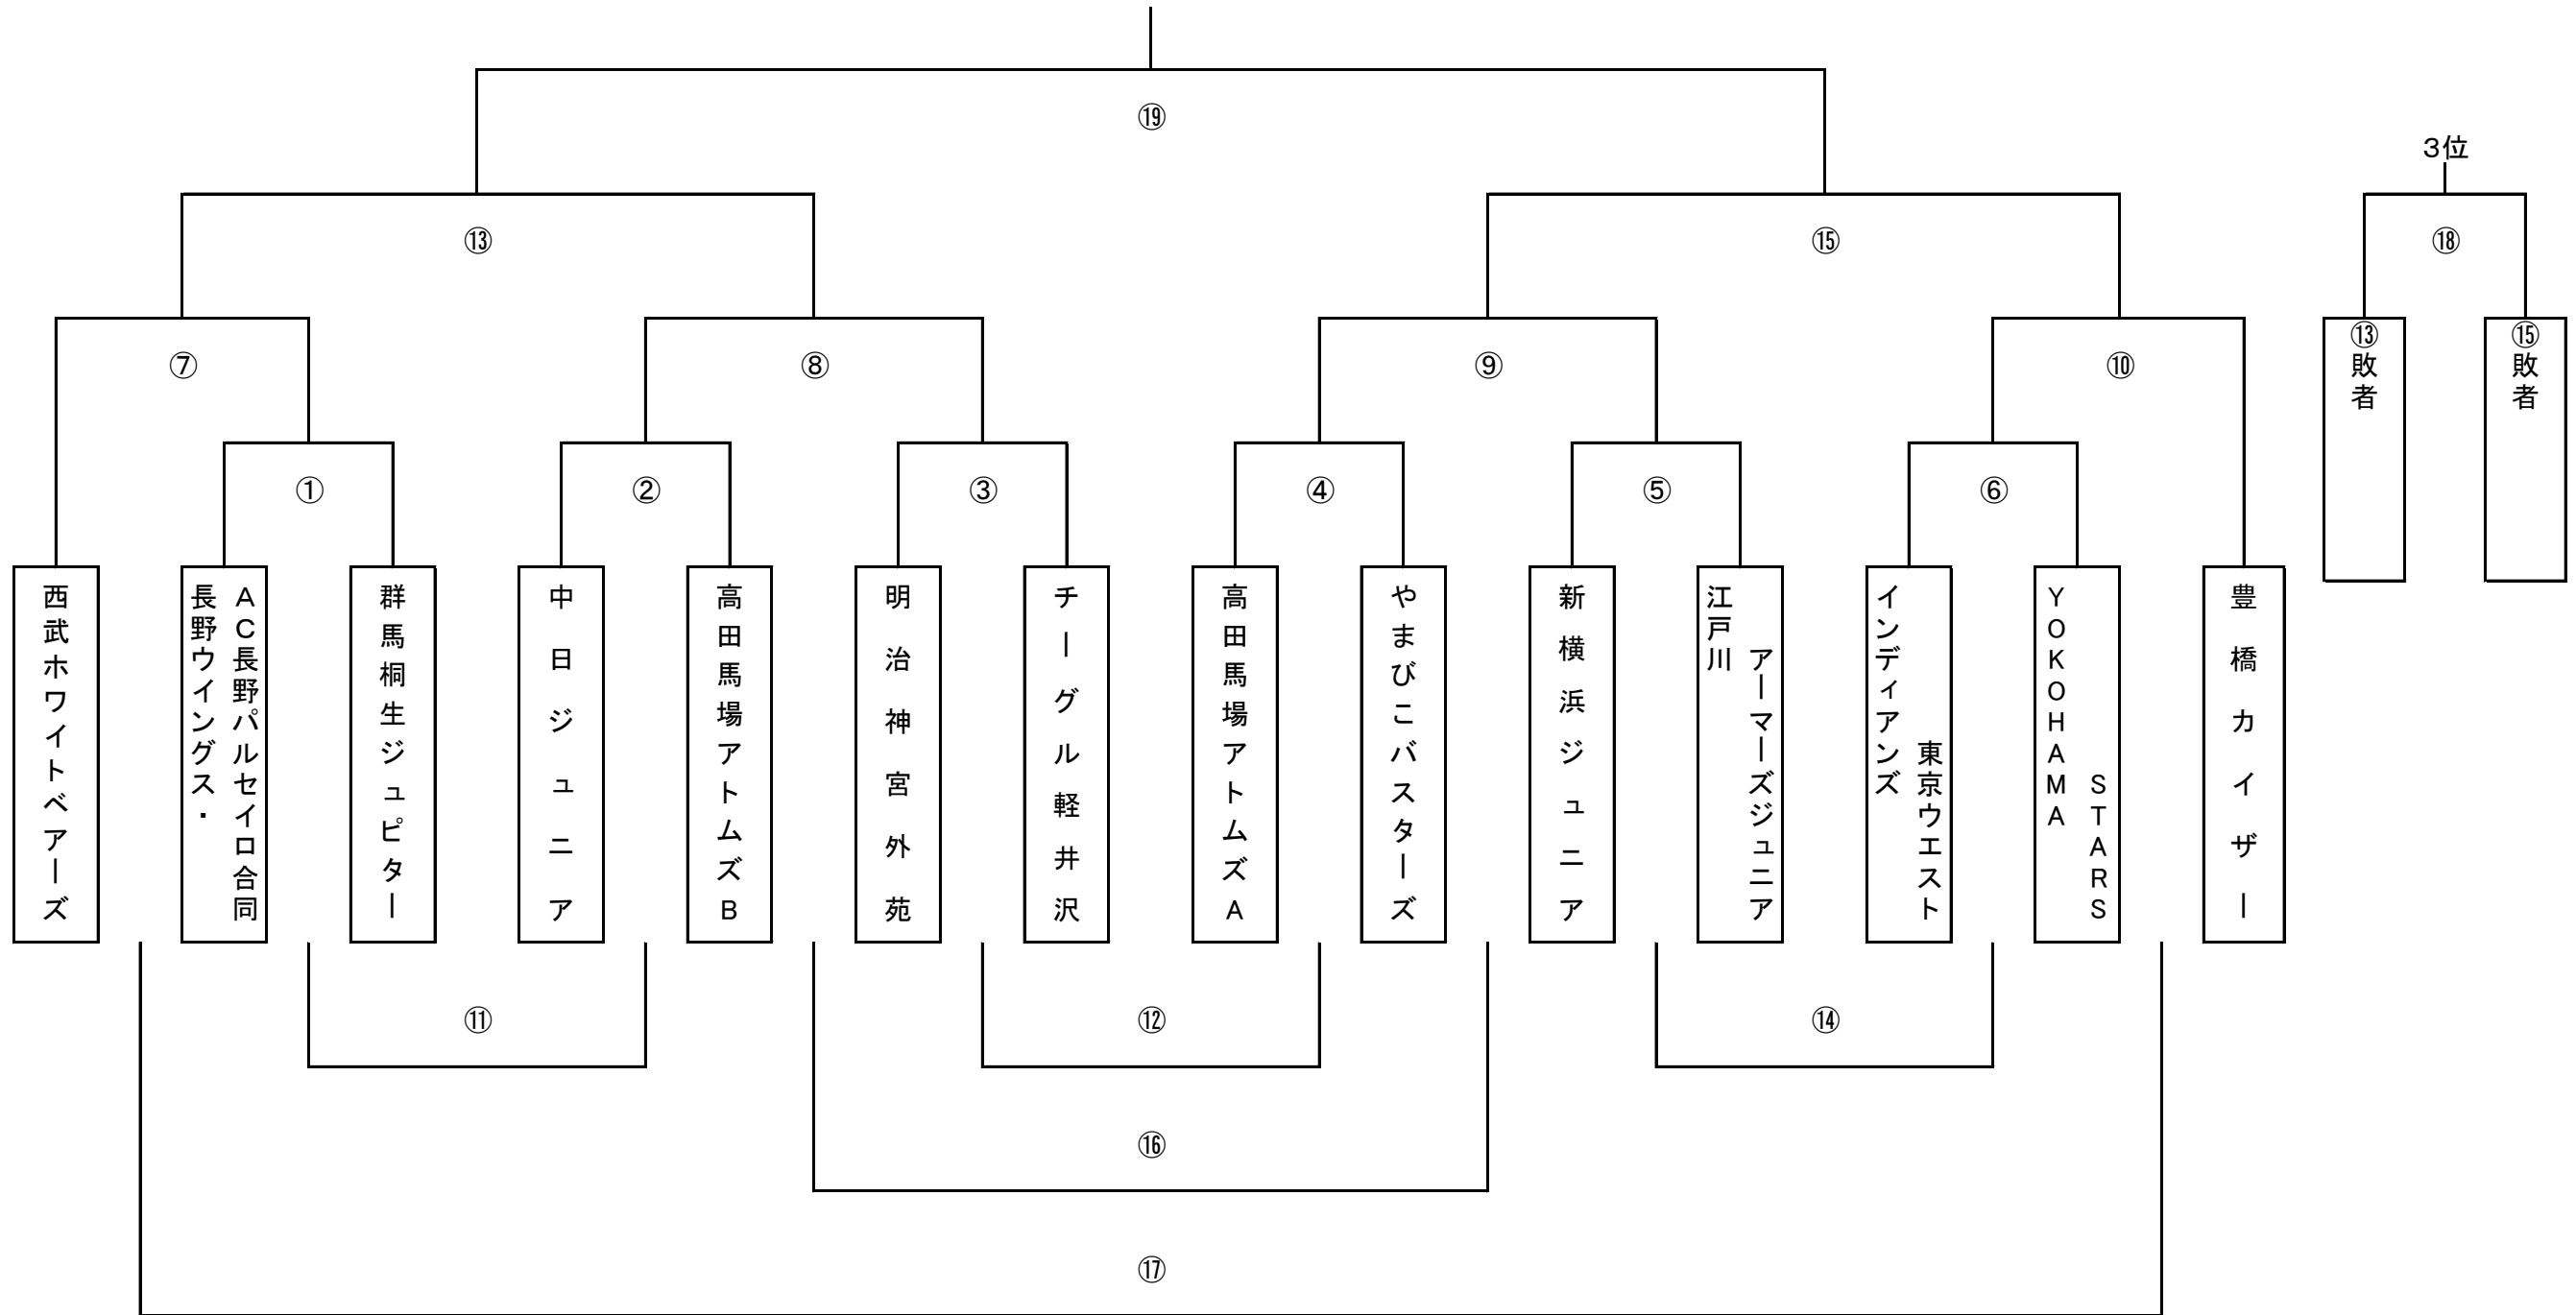 ⑲
3位
⑬
⑮
⑱
⑬敗者
⑮敗者
⑦
⑧
⑨
⑩
①
②
③
④
⑤
⑥
西武ホワイトベアーズ
長野ウイングス・
AC長野パルセイロ合同
群馬桐生ジュピター
中日ジュニア
高田馬場アトムズB
明治神宮外苑
チーグル軽井沢
高田馬場アトムズA
やまびこバスターズ
新横浜ジュニア
江戸川
アーマーズジュニア
インディアンズ
東京ウエスト
YOKOHAMA
STARS
豊橋カイザー
⑪
⑫
⑭
⑯
⑰